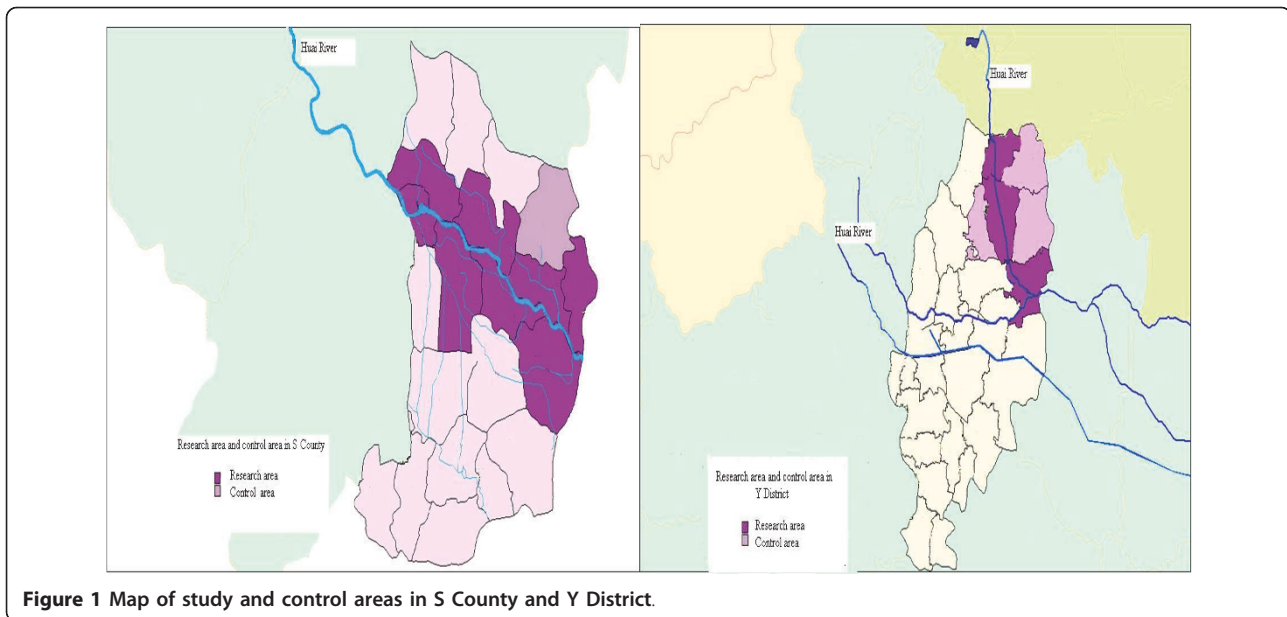 Huai River
Research area and control area in S County
Research area
Control area
Huai River
Huai River
Research area and control area in
Y District
Research area
Control area
Figure 1 Map of study and control areas in S County and Y District.